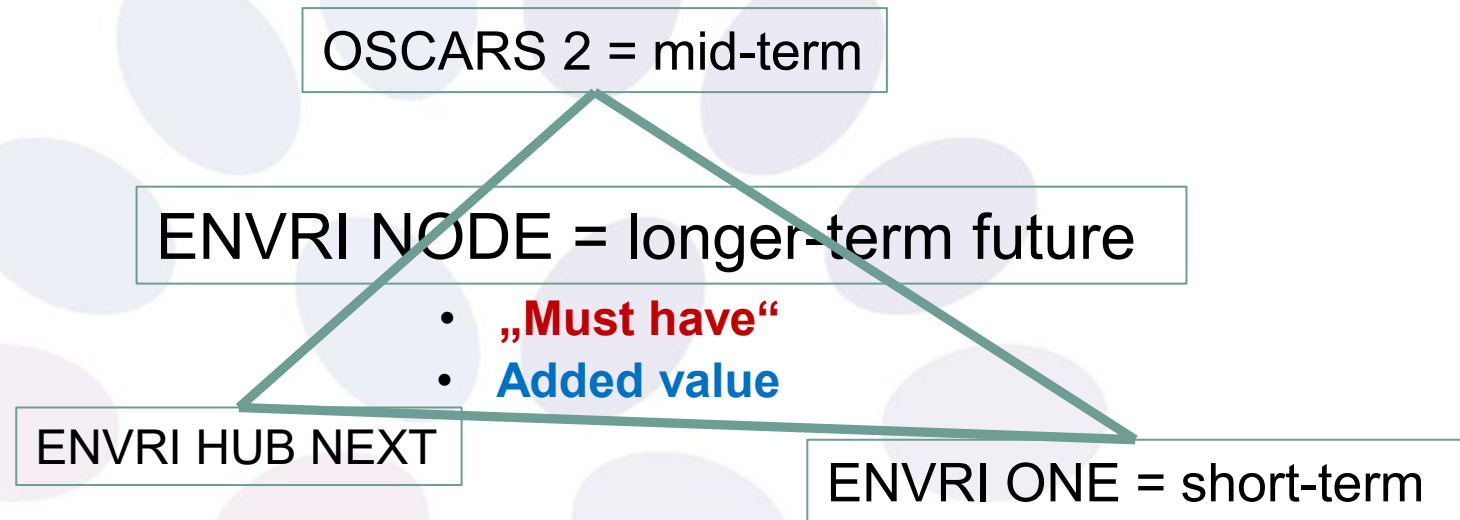 OSCARS 2 = mid-term
ENVRI NODE = longer-term future
• „Must have“
• Added value
ENVRI HUB NEXT
ENVRI ONE = short-term